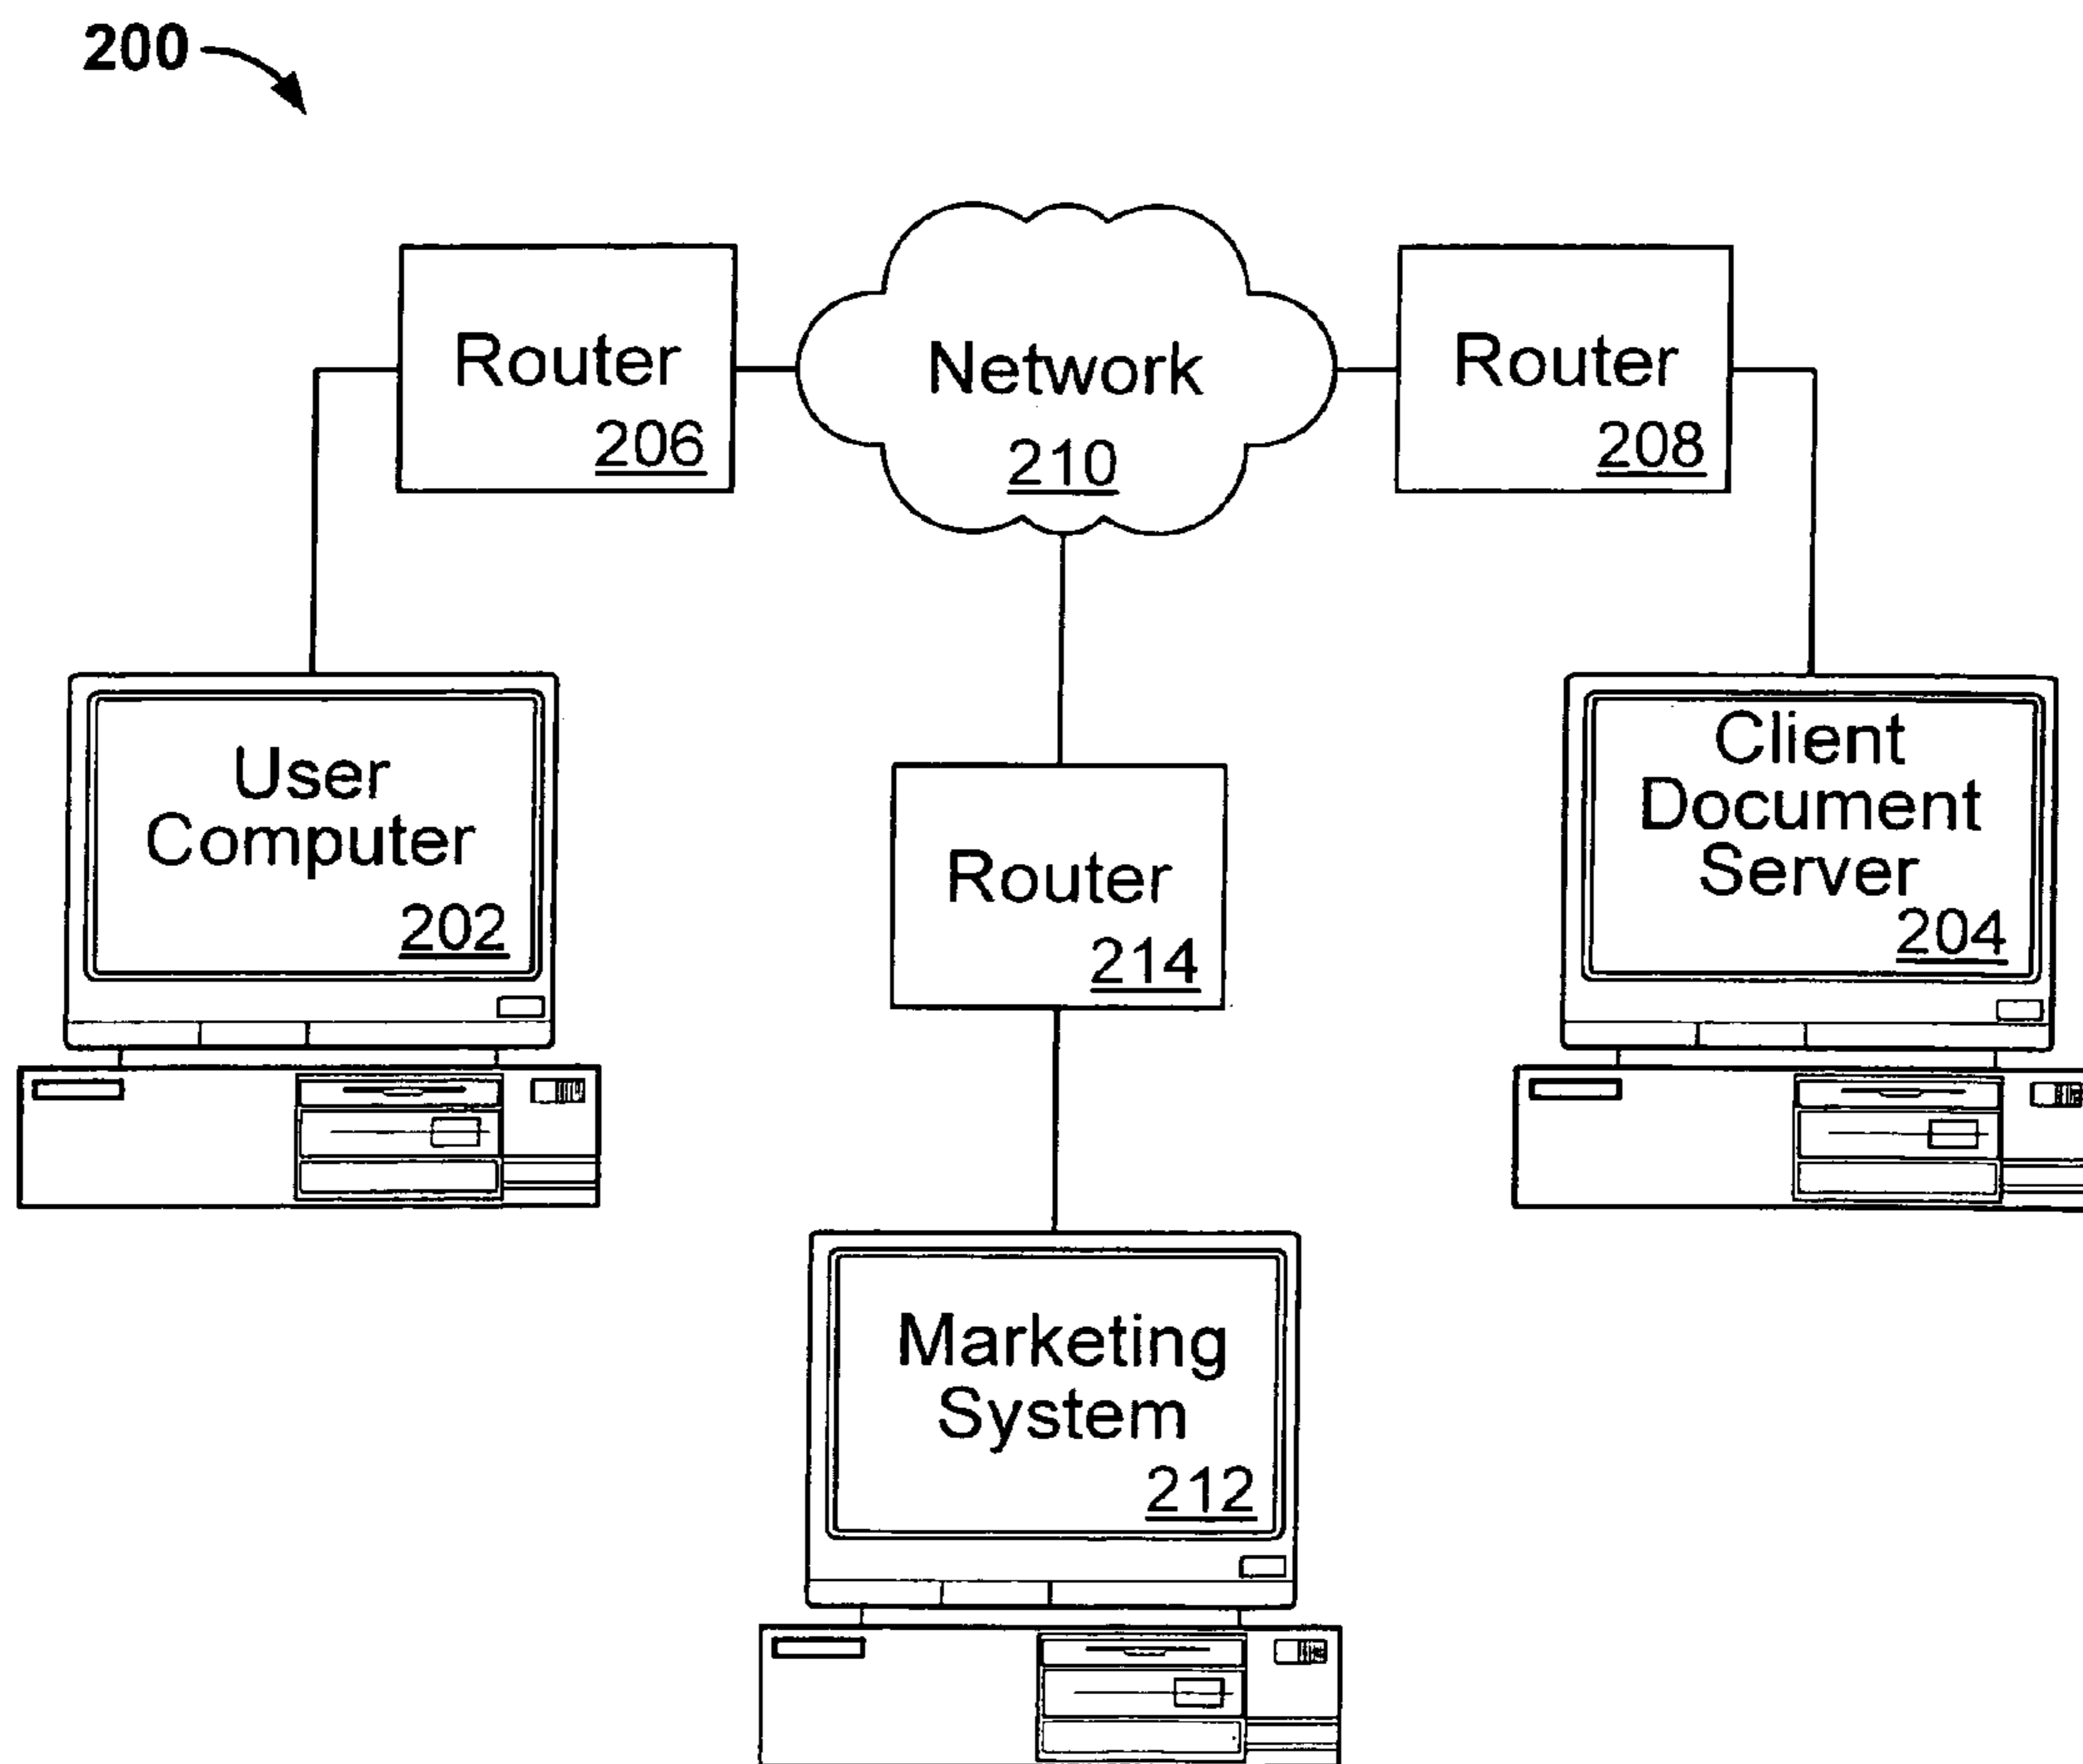 200
Router
206
Network
210
Router
208
User
Computer
202
Router
214
Client
Document
Server
204
Marketing
System
212